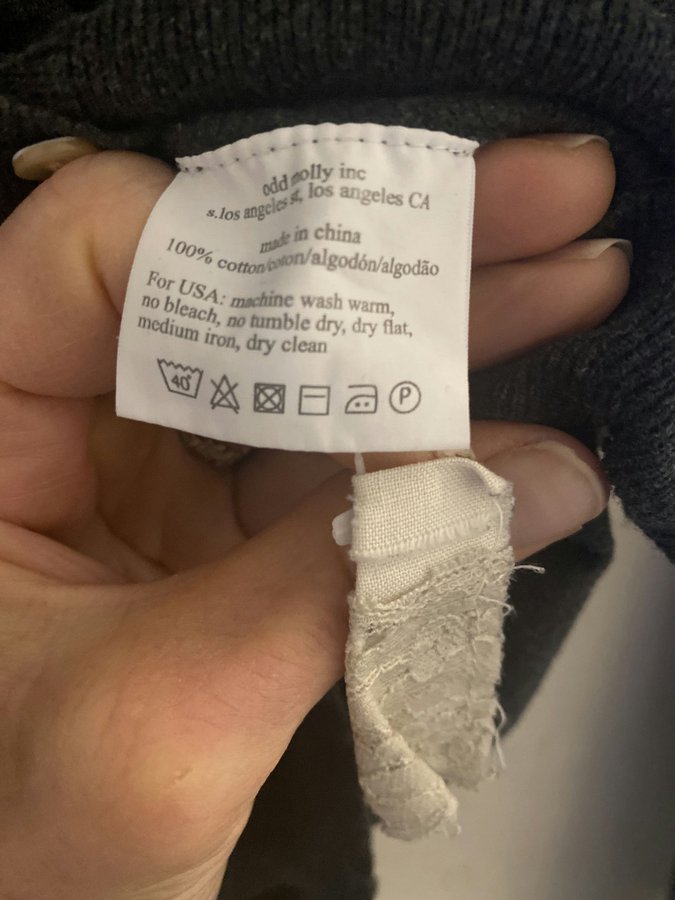 odd molly inc
s.los angeles st, los angeles CA
made in china
100% cotton/coton/algodón/algodão
For USA: machine wash warm,
no bleach, no tumble dry, dry flat,
medium iron, dry clean
40° P